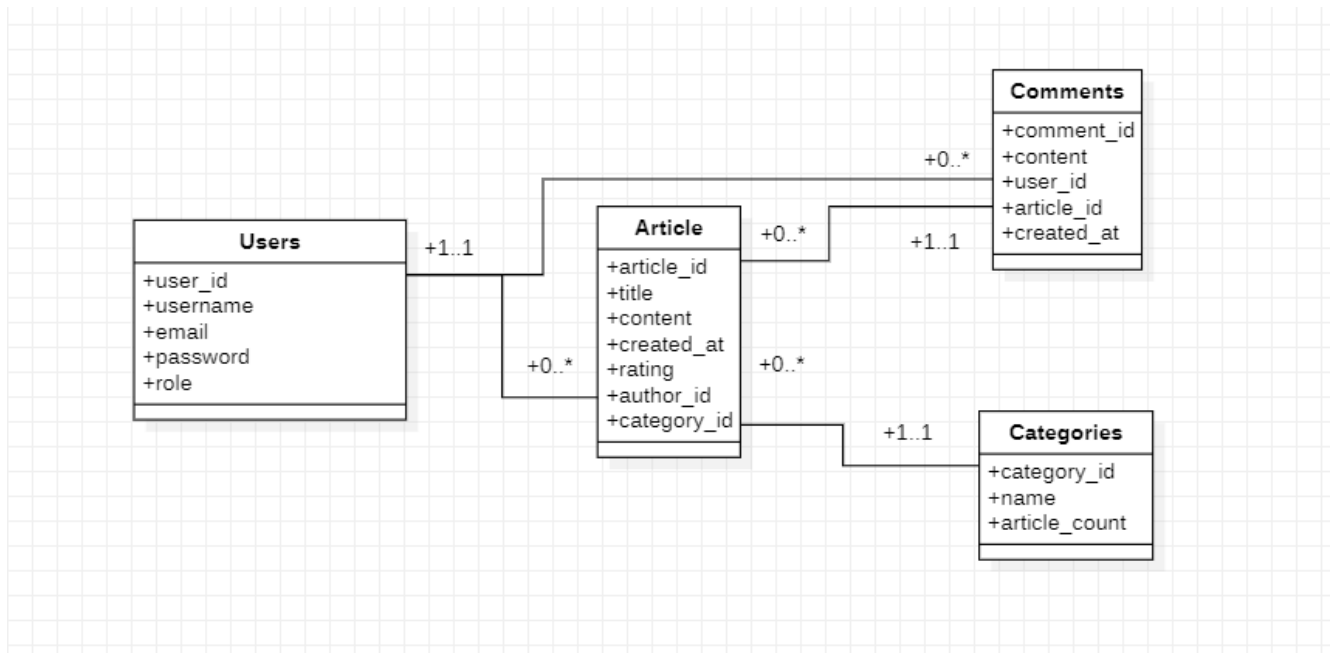 Users
+user_id
+username
+email
+password
+role
+1..1
+0..*
Article
+article_id
+title
+content
+created_at
+rating
+author_id
+category_id
+0..*
+1..1
+0..*
+0..*
+1..1
Comments
+comment_id
+content
+user_id
+article_id
+created_at
Categories
+category_id
+name
+article_count